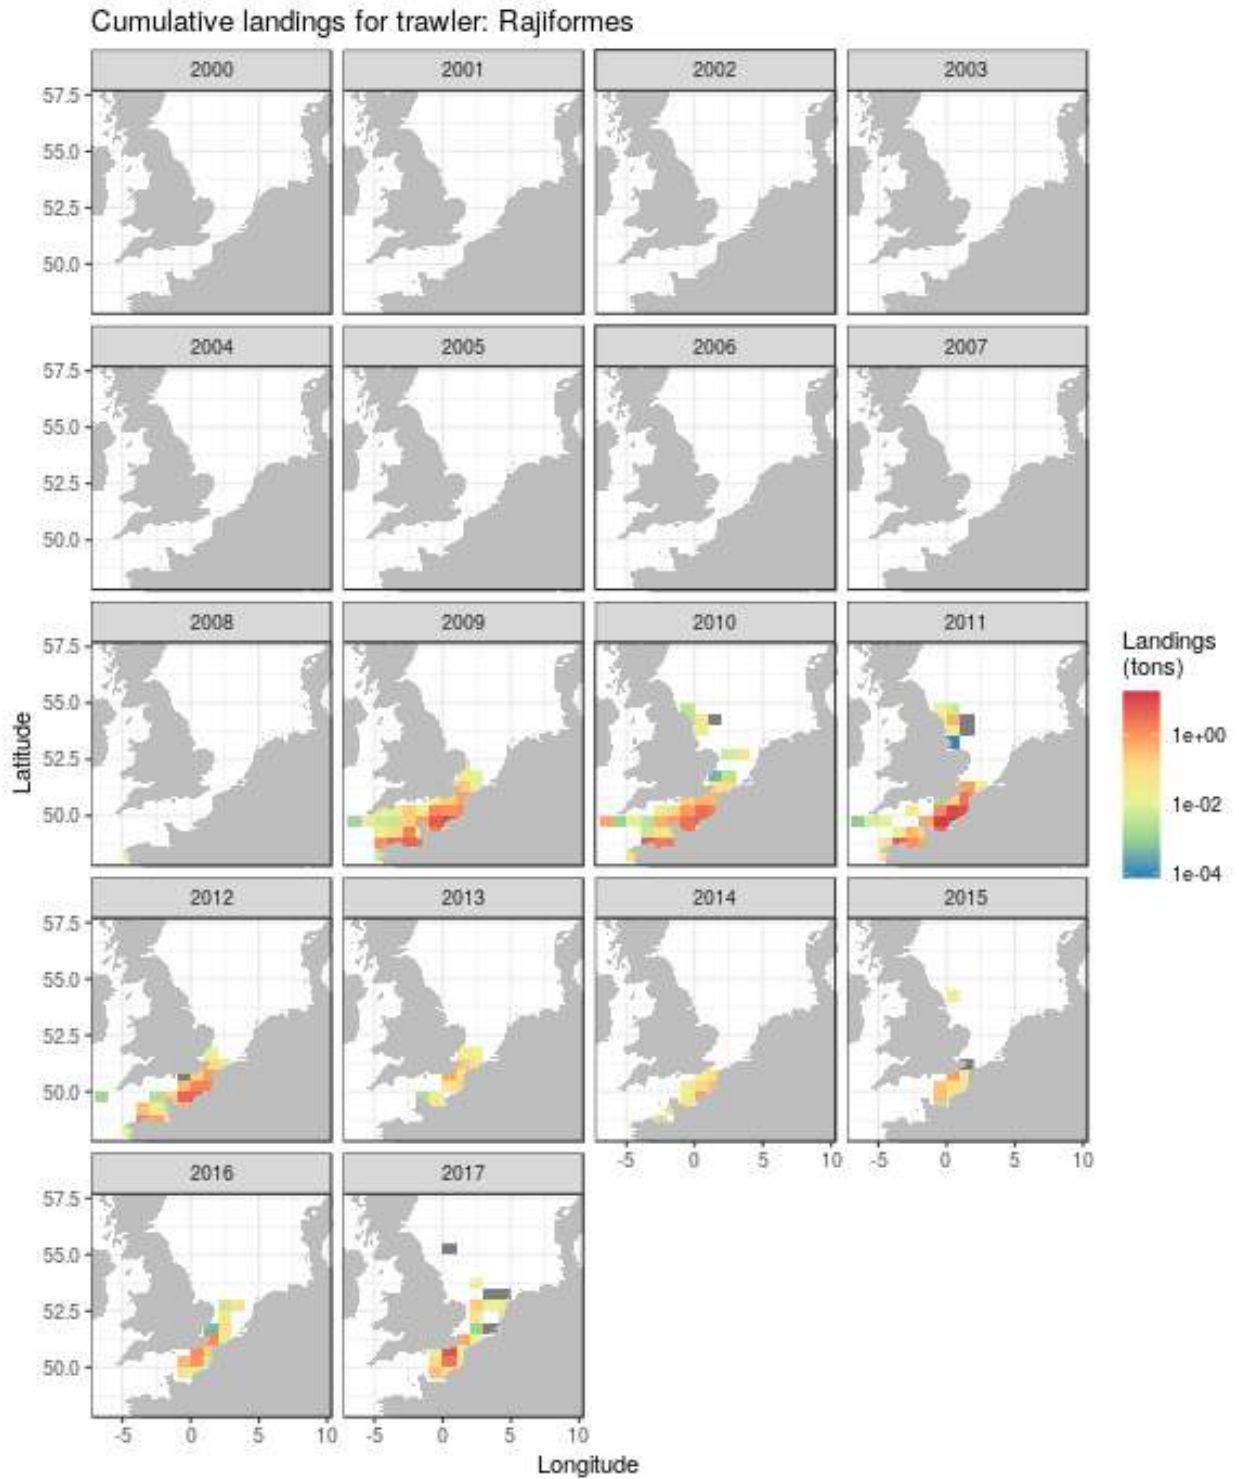 Cumulative landings for trawler: Rajiformes
2000 2001 2002 2003
57.5
55.0
52.5
50.0
2004 2005 2006 2007
57.5
55.0
52.5
50.0
2008 2009 2010 2011
57.5
55.0
52.5
50.0
Latitude
Landings
(tons)
1e+00
1e-02
1e-04
2012 2013 2014 2015
57.5
55.0
52.5
50.0
-5 0 5 10 -5 0 5 10
2016 2017
57.5
55.0
52.5
50.0
-5 0 5 10 -5 0 5 10
Longitude